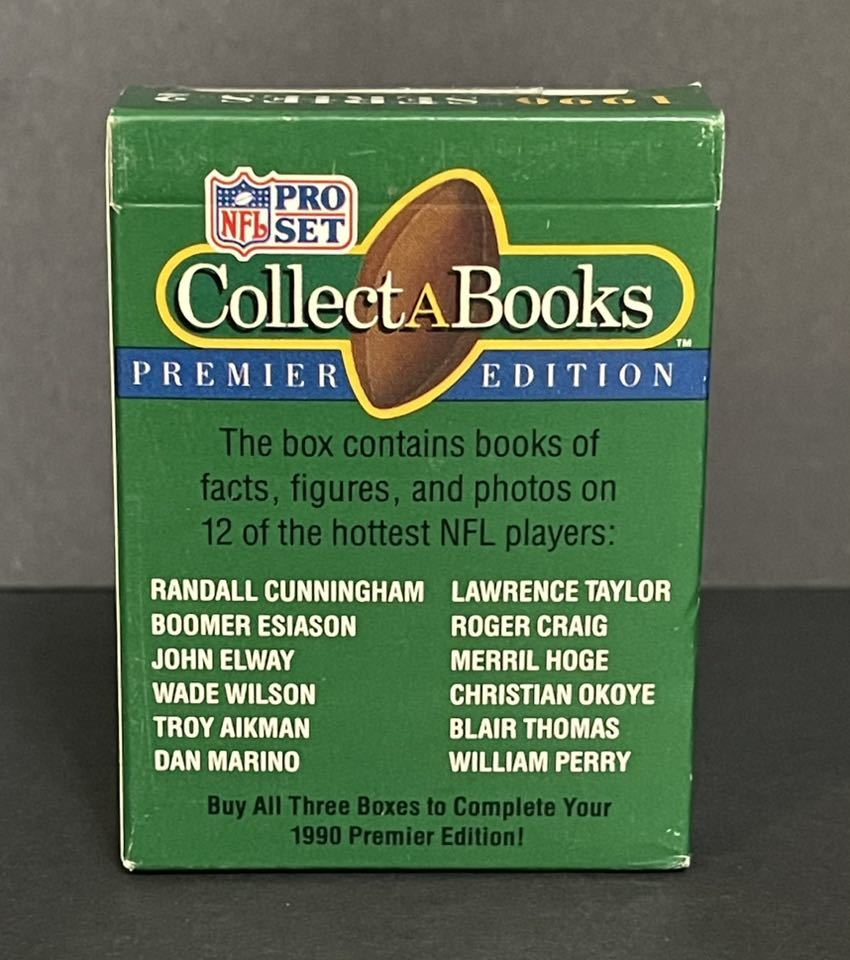 1990 SERIES 2
NFL PRO SET
CollectABooks™
PREMIER EDITION
The box contains books of
facts, figures, and photos on
12 of the hottest NFL players:
RANDALL CUNNINGHAM LAWRENCE TAYLOR
BOOMER ESIASON ROGER CRAIG
JOHN ELWAY MERRIL HOGE
WADE WILSON CHRISTIAN OKOYE
TROY AIKMAN BLAIR THOMAS
DAN MARINO WILLIAM PERRY
Buy All Three Boxes to Complete Your
1990 Premier Edition!